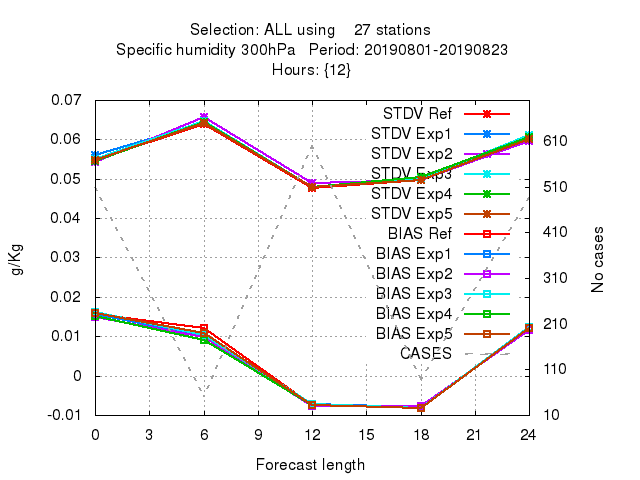 Selection: ALL using    27 stations
Specific humidity 300hPa   Period: 20190801-20190823
Hours: {12}
0.07
0.06
0.05
0.04
0.03
0.02
0.01
0
-0.01
g/Kg
STDV Ref
STDV Exp1
STDV Exp2
STDV Exp3
STDV Exp4
STDV Exp5
BIAS Ref
BIAS Exp1
BIAS Exp2
BIAS Exp3
BIAS Exp4
BIAS Exp5
CASES
610
510
410
310
210
110
10
No cases
0 3 6 9 12 15 18 21 24
Forecast length